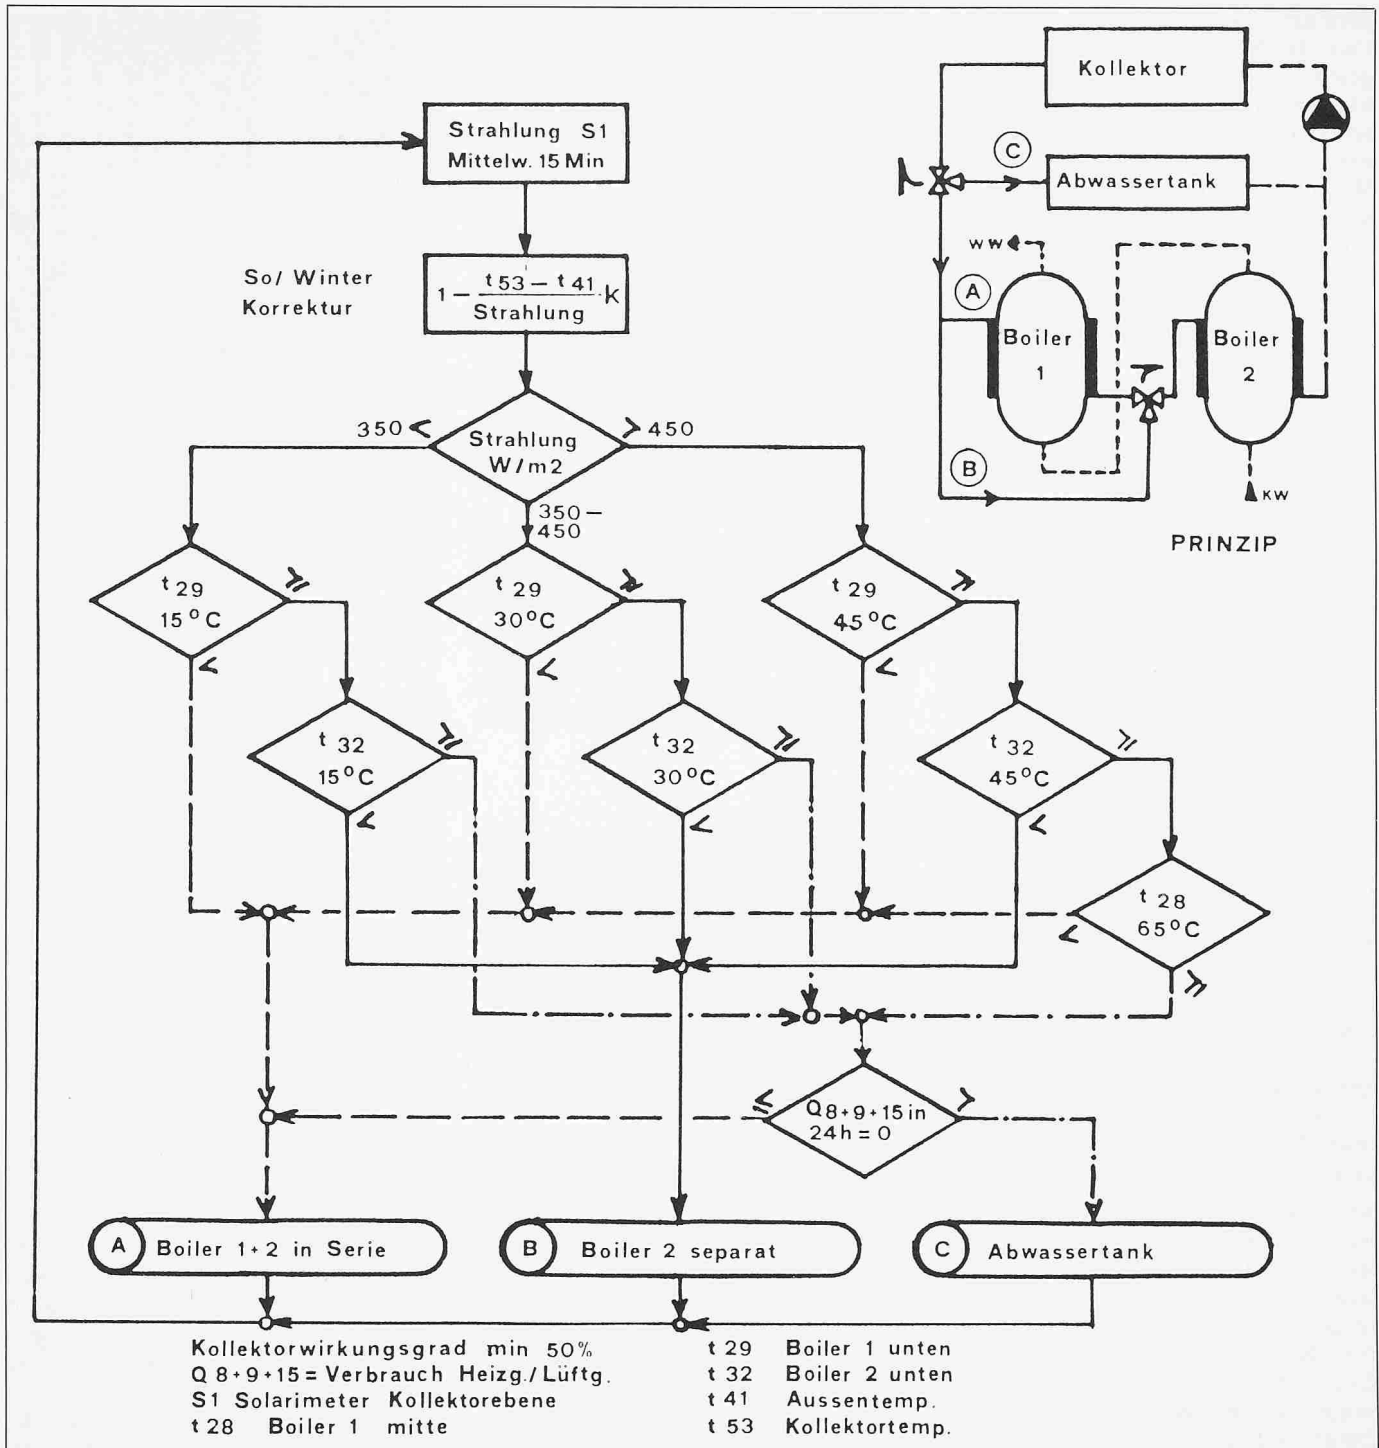 Strahlung S1
Mittelw. 15 Min
So/ Winter
Korrektur
1 - t 53 - t 41 · k
Strahlung
350 <
Strahlung
W/m2
> 450
350 -
450
t 29
15°C
≥
<
t 29
30°C
≥
<
t 29
45°C
≥
<
t 32
15°C
≥
<
t 32
30°C
≥
<
t 32
45°C
≥
<
t 28
65°C
<
≥
≤
Q 8+9+15 in
24h = 0
>
A Boiler 1+2 in Serie
B Boiler 2 separat
C Abwassertank
Kollektor
C
Abwassertank
WW
A
Boiler
1
Boiler
2
B
KW
PRINZIP
Kollektorwirkungsgrad min 50%
Q 8+9+15 = Verbrauch Heizg./Lüftg.
S1 Solarimeter Kollektorebene
t 28 Boiler 1 mitte
t 29 Boiler 1 unten
t 32 Boiler 2 unten
t 41 Aussentemp.
t 53 Kollektortemp.